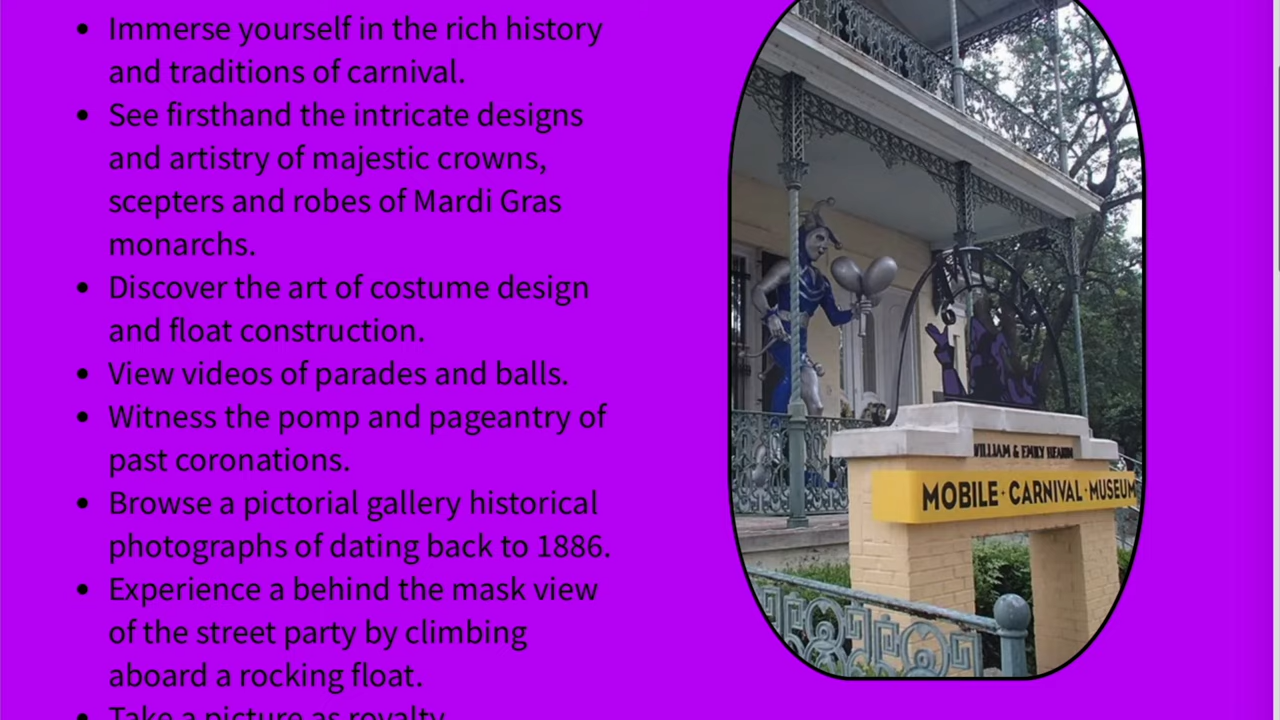 • Immerse yourself in the rich history
and traditions of carnival.
• See firsthand the intricate designs
and artistry of majestic crowns,
scepters and robes of Mardi Gras
monarchs.
• Discover the art of costume design
and float construction.
• View videos of parades and balls.
• Witness the pomp and pageantry of
past coronations.
• Browse a pictorial gallery historical
photographs of dating back to 1886.
• Experience a behind the mask view
of the street party by climbing
aboard a rocking float.
• Take a picture as royalty
WILLIAM & EMILY HEARIN
MOBILE · CARNIVAL · MUSEUM